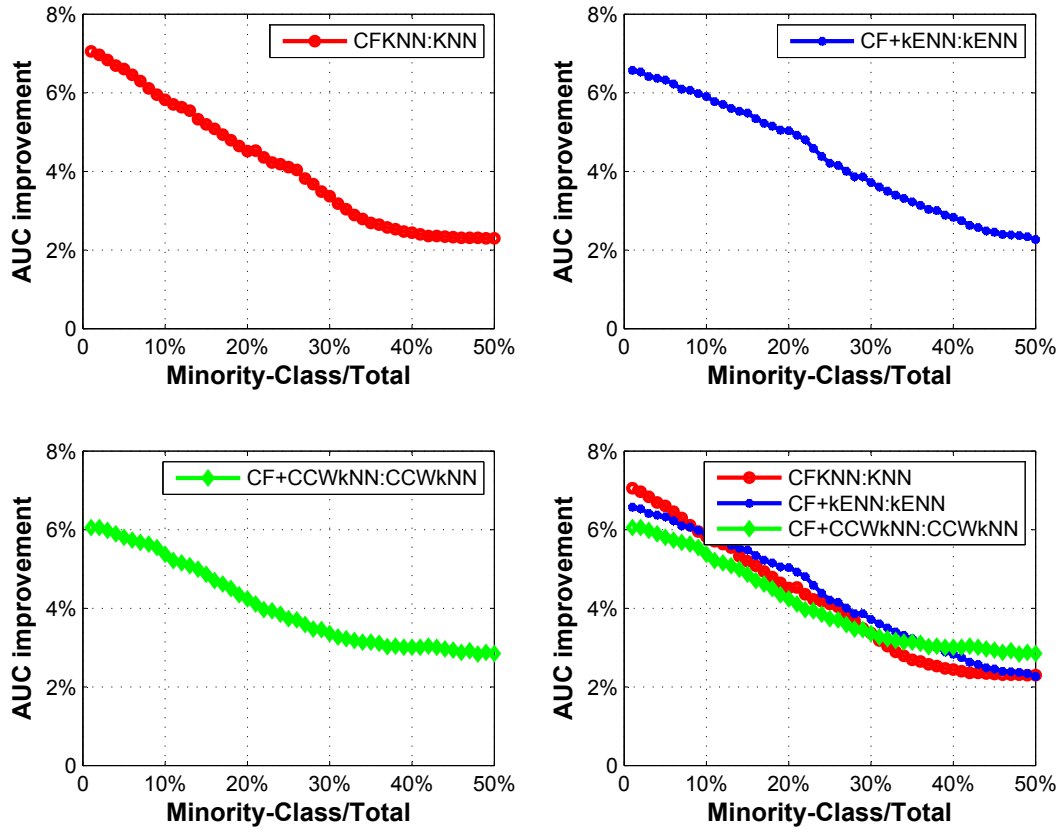 8%
6%
4%
2%
0
AUC improvement
CFKNN:KNN
0 10% 20% 30% 40% 50%
Minority-Class/Total
8%
6%
4%
2%
0
AUC improvement
CF+kENN:kENN
0 10% 20% 30% 40% 50%
Minority-Class/Total
8%
6%
4%
2%
0
AUC improvement
CF+CCWkNN:CCWkNN
0 10% 20% 30% 40% 50%
Minority-Class/Total
8%
6%
4%
2%
0
AUC improvement
CFKNN:KNN
CF+kENN:kENN
CF+CCWkNN:CCWkNN
0 10% 20% 30% 40% 50%
Minority-Class/Total